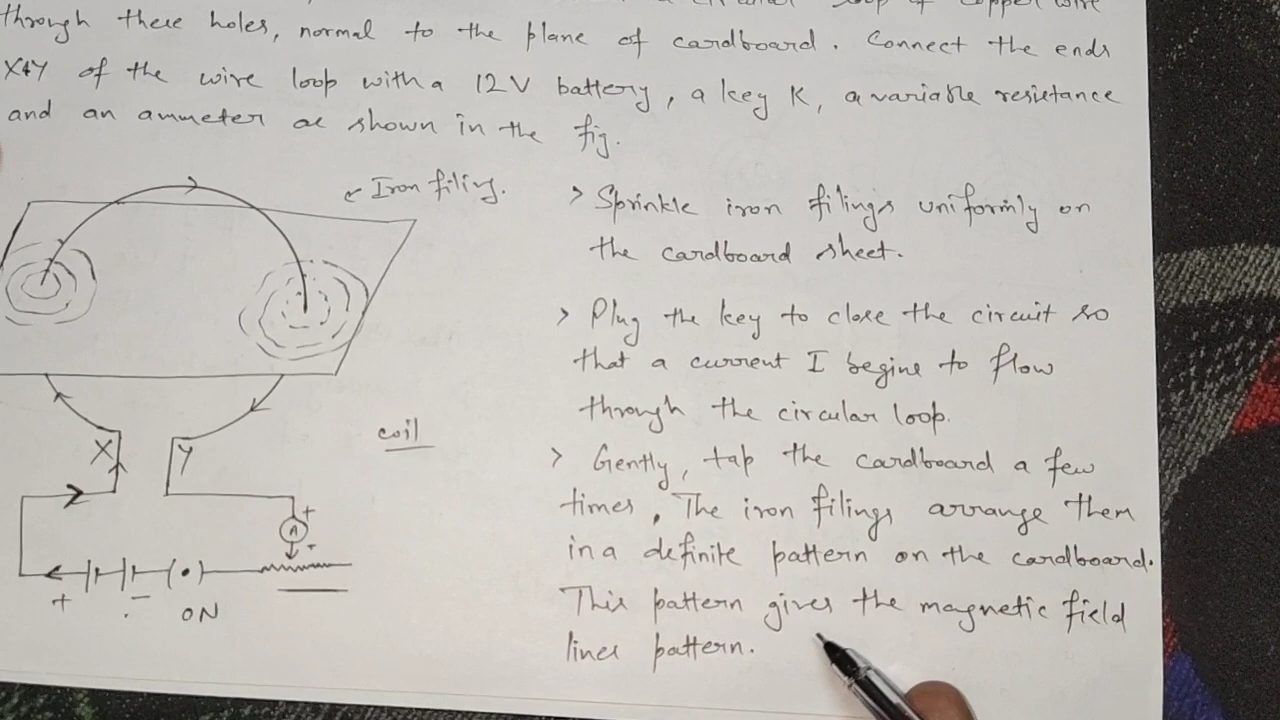 through these holes, normal to the plane of cardboard. Connect the ends
X&Y of the wire loop with a 12V battery, a key K, a variable resistance
and an ammeter as shown in the fig.
Iron filing.
> Sprinkle iron filings uniformly on
the cardboard sheet.
> Plug the key to close the circuit so
that a current I begins to flow
through the circular loop.
coil
> Gently, tap the cardboard a few
times, The iron filings arrange them
in a definite pattern on the cardboard.
This pattern gives the magnetic field
lines pattern.
X
Y
+
A
-
+
-
ON